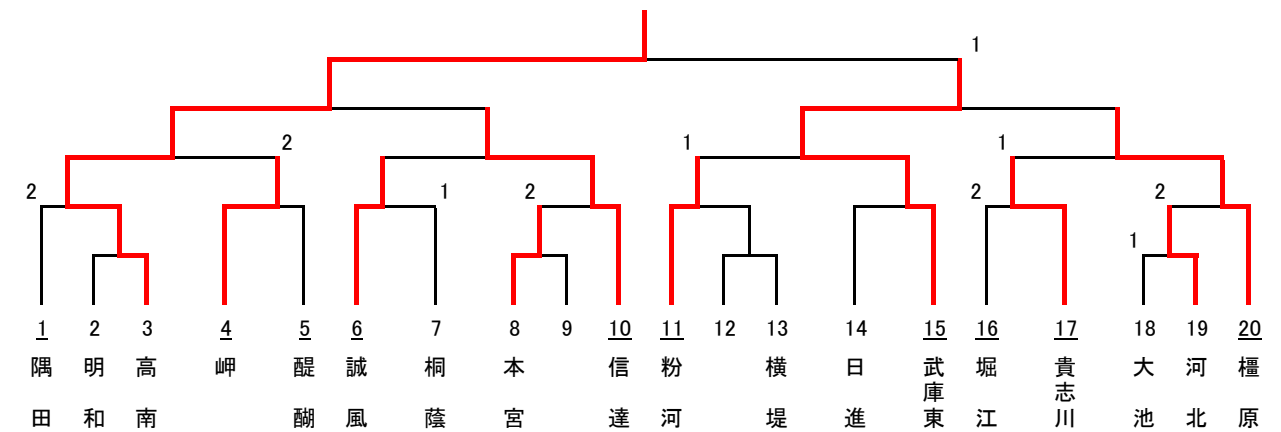 1
2
1
1
2
1
2
2
2
1
1 2 3 4 5 6 7 8 9 10 11 12 13 14 15 16 17 18 19 20
隅田
明和
高南
岬
醍醐
誠風
桐蔭
本宮
信達
粉河
横堤
日進
武庫東
堀江
貴志川
大池
河北
橿原